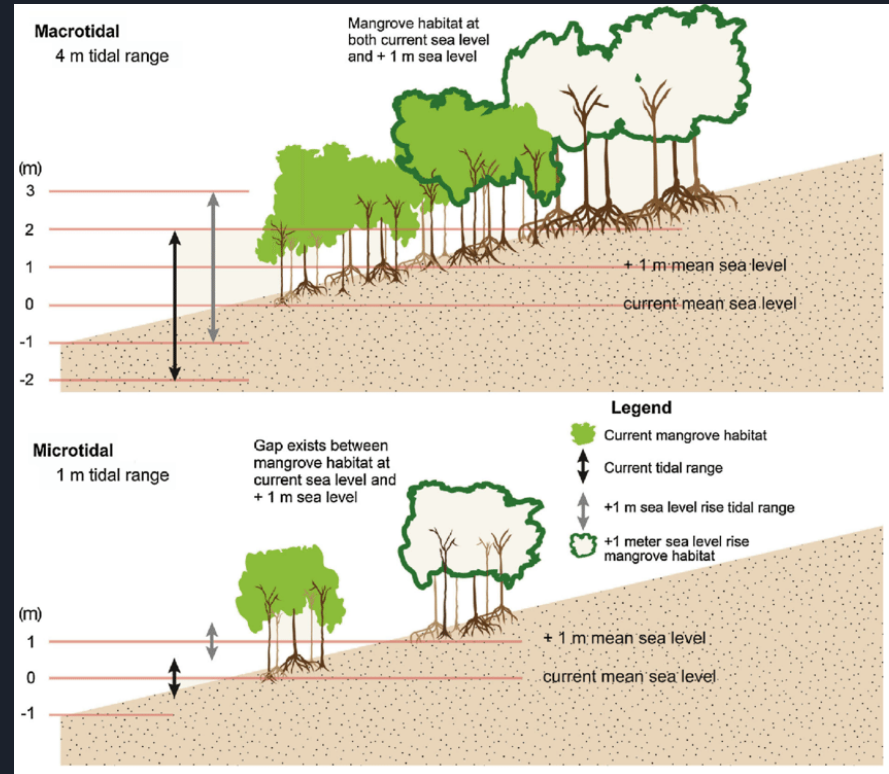 Macrotidal
4 m tidal range
Mangrove habitat at
both current sea level
and + 1 m sea level
(m)
3
2
1
0
-1
-2
+ 1 m mean sea level
current mean sea level
Microtidal
1 m tidal range
Gap exists between
mangrove habitat at
current sea level and
+ 1 m sea level
Legend
Current mangrove habitat
Current tidal range
+1 m sea level rise tidal range
+1 meter sea level rise
mangrove habitat
(m)
1
0
-1
+ 1 m mean sea level
current mean sea level